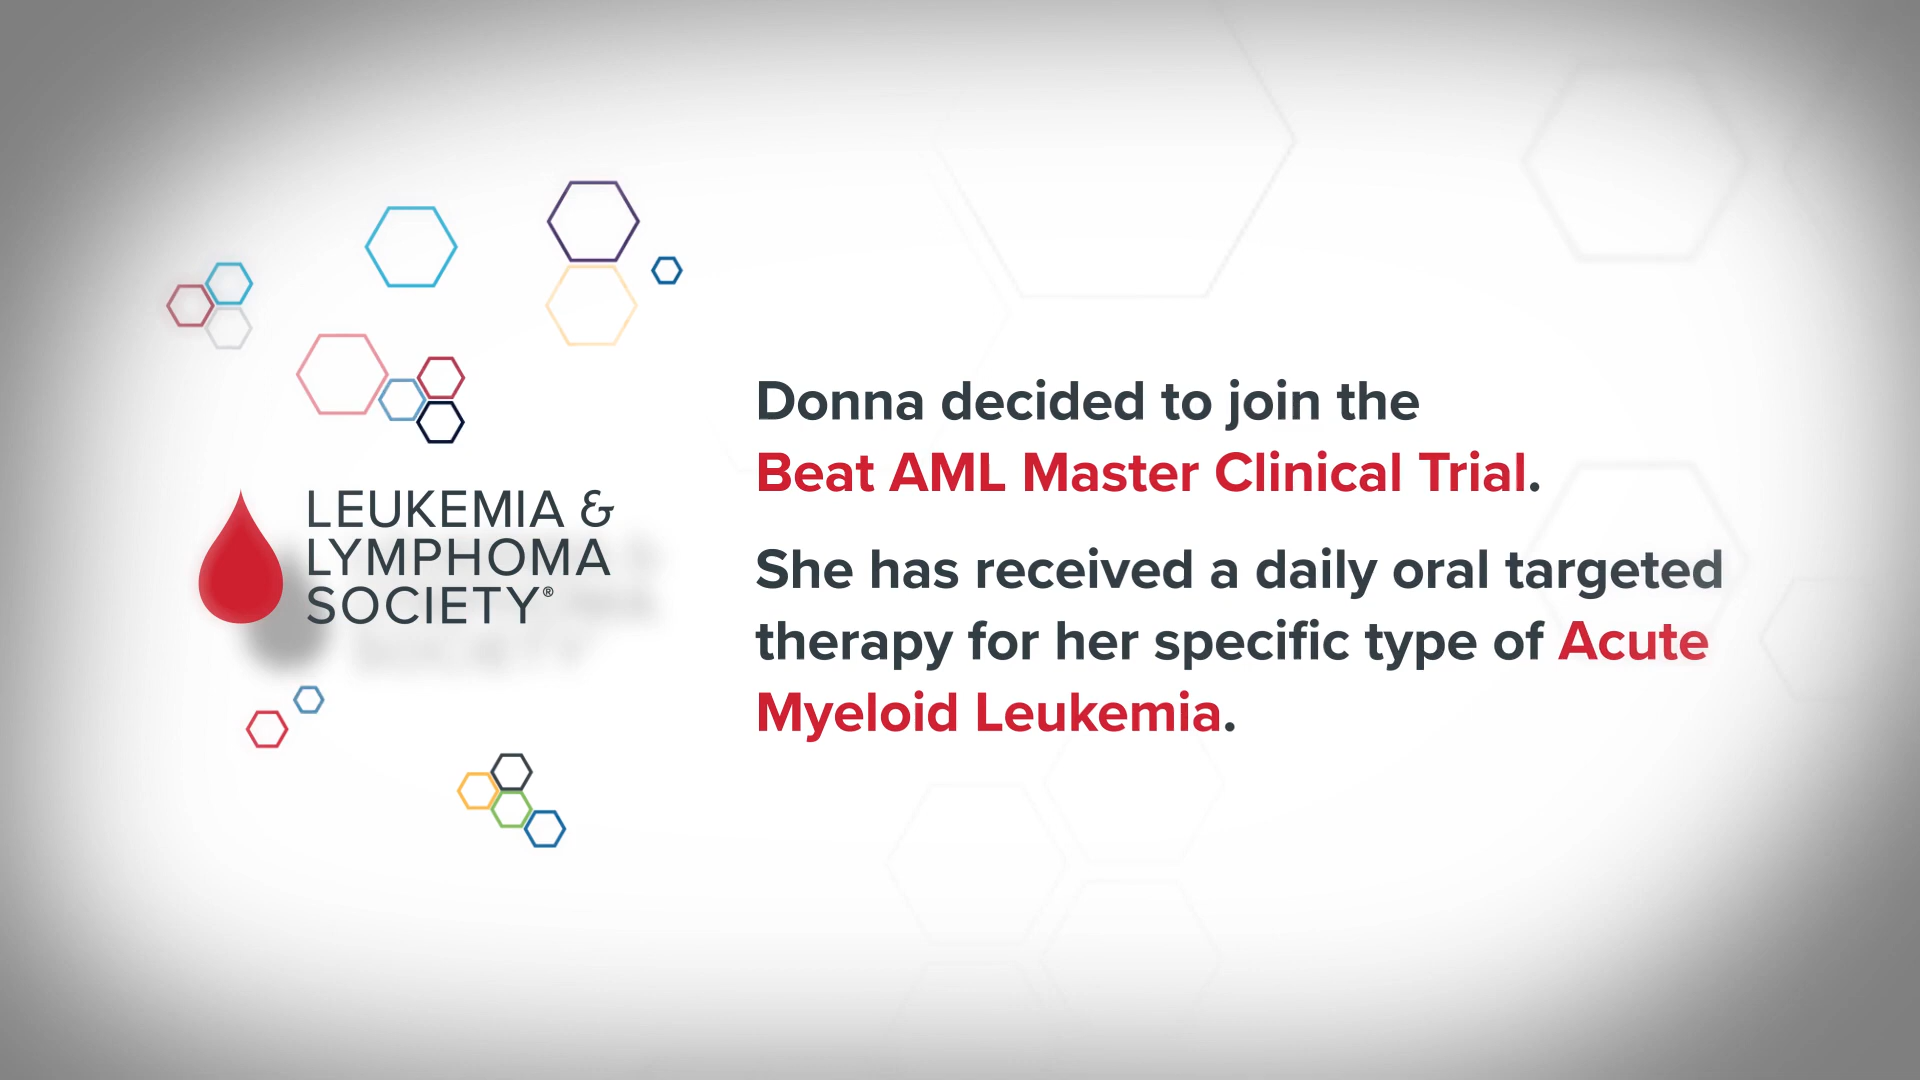 LEUKEMIA &
LYMPHOMA
SOCIETY®
Donna decided to join the
Beat AML Master Clinical Trial.
She has received a daily oral targeted
therapy for her specific type of Acute
Myeloid Leukemia.